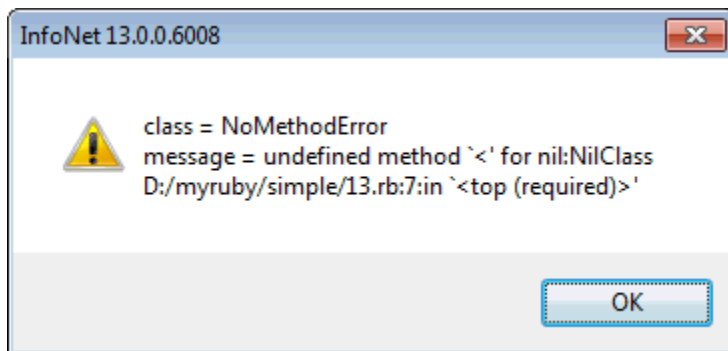 InfoNet 13.0.0.6008
class = NoMethodError
message = undefined method `<' for nil:NilClass
D:/myruby/simple/13.rb:7:in `<top (required)>'
OK